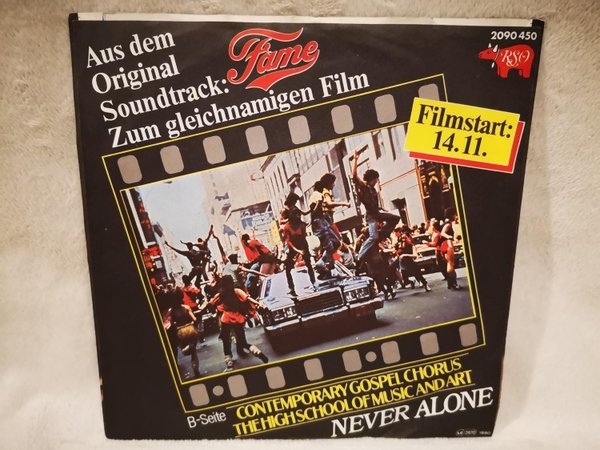 2090 450
RSO
Aus dem
Original
Soundtrack: Fame
Zum gleichnamigen Film
Filmstart:
14.11.
B-Seite CONTEMPORARY GOSPEL CHORUS
THE HIGH SCHOOL OF MUSIC AND ART
NEVER ALONE